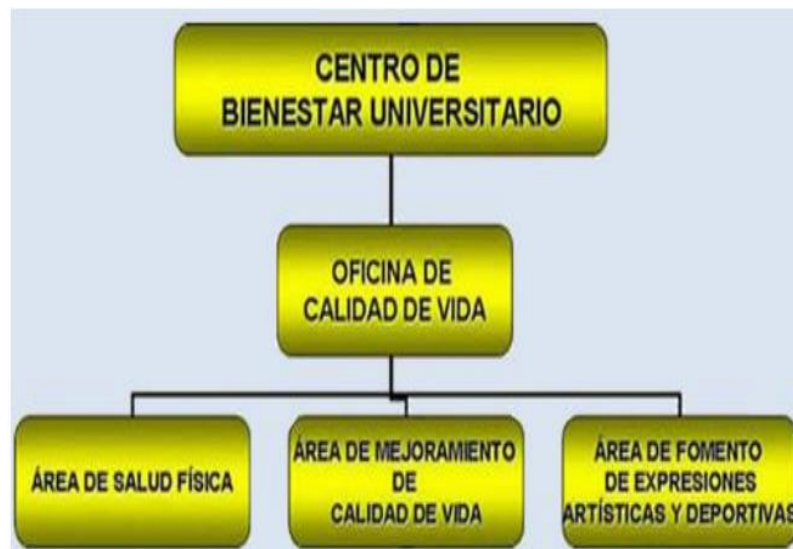 CENTRO DE
BIENESTAR UNIVERSITARIO
OFICINA DE
CALIDAD DE VIDA
ÁREA DE SALUD FÍSICA
ÁREA DE MEJORAMIENTO
DE
CALIDAD DE VIDA
ÁREA DE FOMENTO
DE EXPRESIONES
ARTÍSTICAS Y DEPORTIVAS